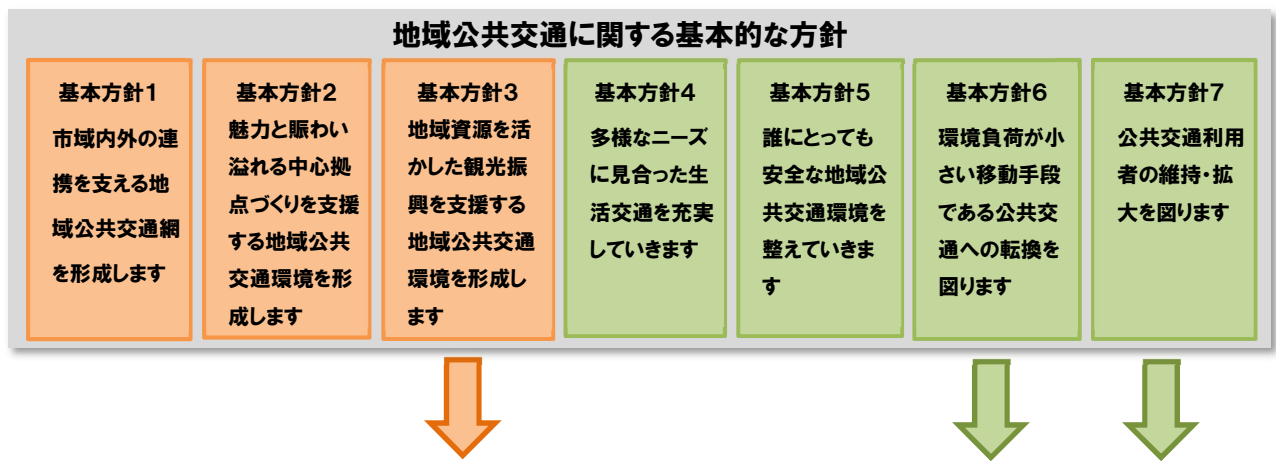 地域公共交通に関する基本的な方針
基本方針1
市域内外の連
携を支える地
域公共交通網
を形成します
基本方針2
魅力と賑わい
溢れる中心拠
点づくりを支援
する地域公共
交通環境を形
成します
基本方針3
地域資源を活
かした観光振
興を支援する
地域公共交通
環境を形成し
ます
基本方針4
多様なニーズ
に見合った生
活交通を充実
していきます
基本方針5
誰にとっても
安全な地域公
共交通環境を
整えていきま
す
基本方針6
環境負荷が小
さい移動手段
である公共交
通への転換を
図ります
基本方針7
公共交通利用
者の維持・拡
大を図ります